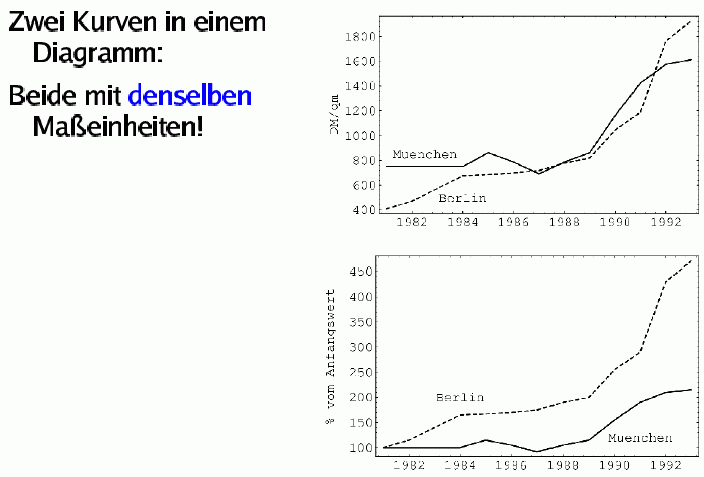 Zwei Kurven in einem
Diagramm:
Beide mit denselben
Maßeinheiten!
1800
1600
1400
1200
1000
800
600
400
DM/qm
Muenchen
Berlin
1982 1984 1986 1988 1990 1992
450
400
350
300
250
200
150
100
% vom Anfangswert
Berlin
Muenchen
1982 1984 1986 1988 1990 1992